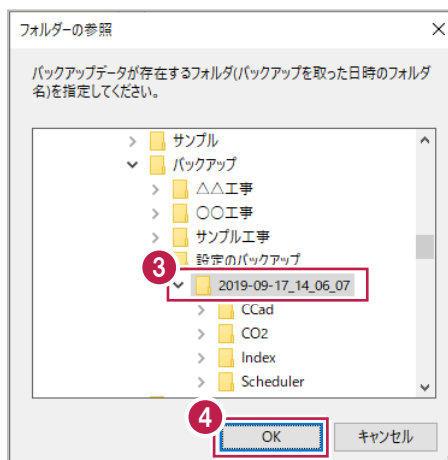 フォルダーの参照
バックアップデータが存在するフォルダ(バックアップを取った日時のフォルダ
名)を指定してください。
サンプル
バックアップ
△△工事
〇〇工事
サンプル工事
設定のバックアップ
3
2019-09-17_14_06_07
CCad
CO2
Index
Scheduler
4
OK
キャンセル